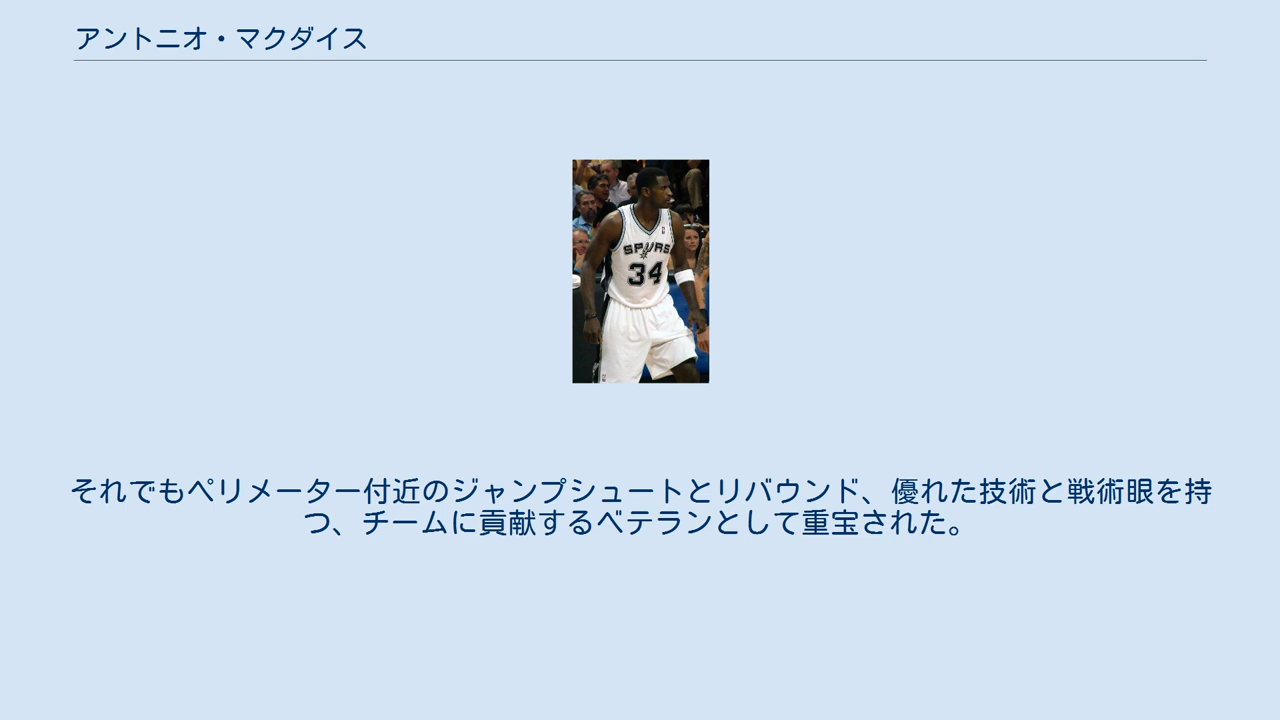 アントニオ・マクダイス
SPURS
34
それでもペリメーター付近のジャンプシュートとリバウンド、優れた技術と戦術眼を持
つ、チームに貢献するベテランとして重宝された。